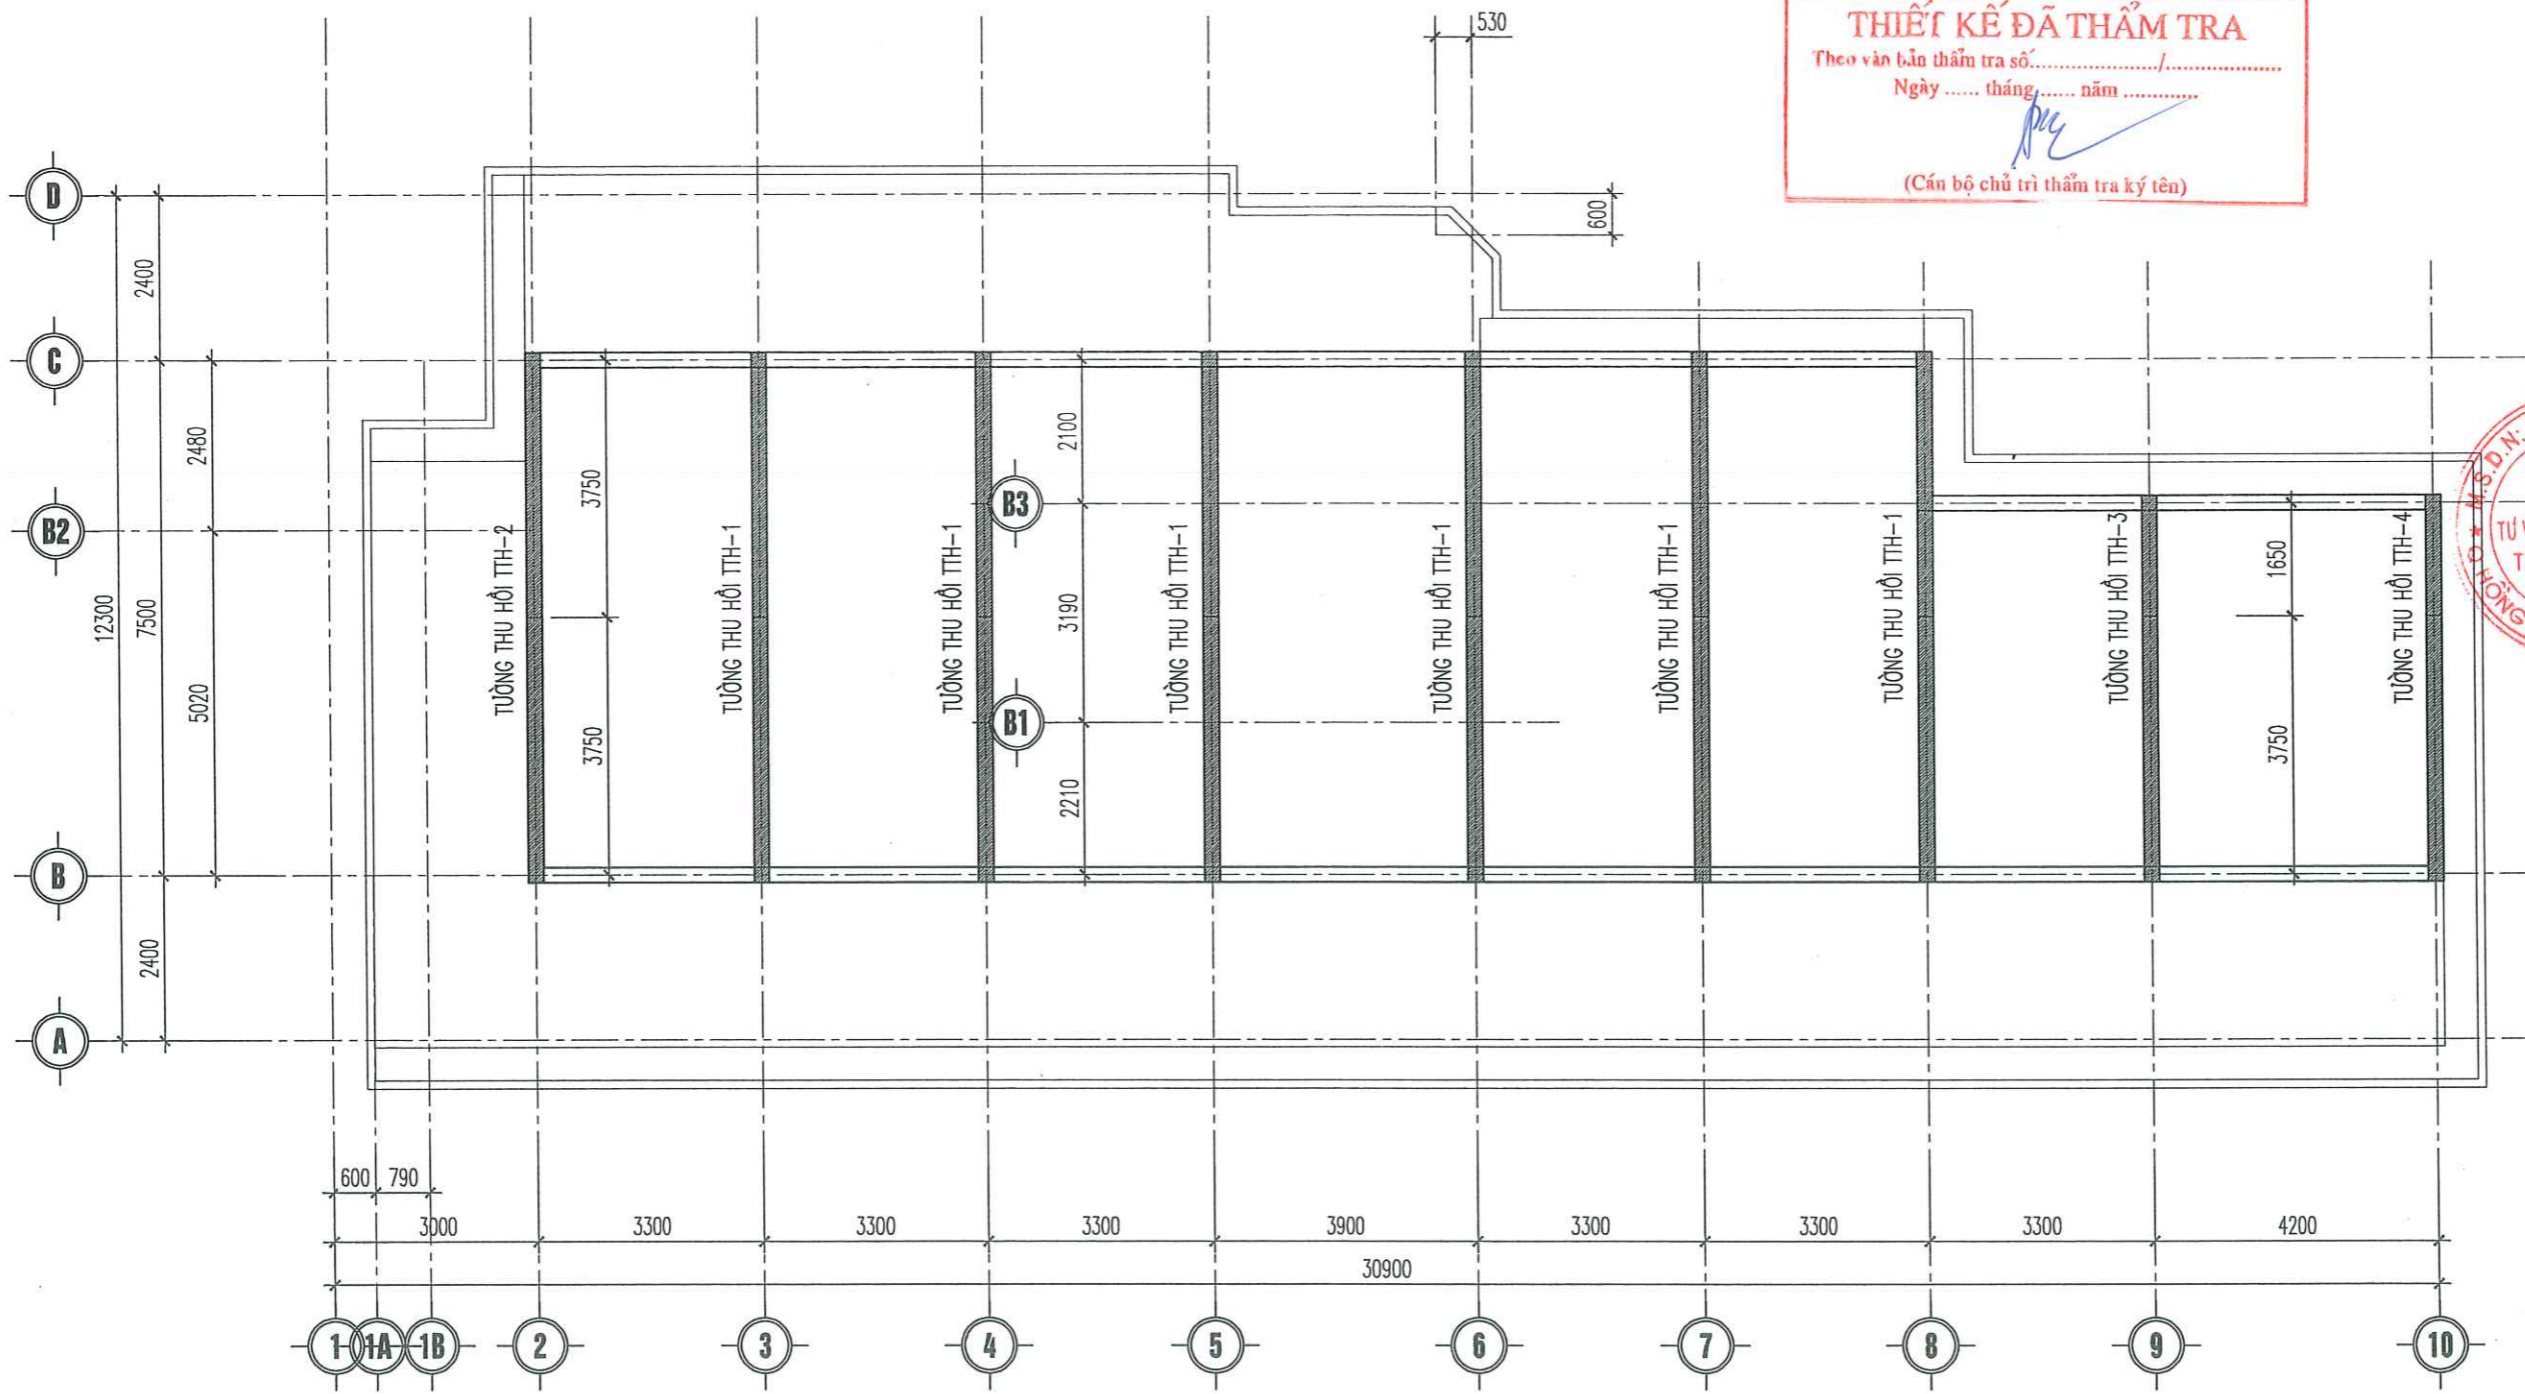 THIẾT KẾ ĐÃ THẨM TRA
Theo văn bản thẩm tra số...................../...................
Ngày ...... tháng ...... năm .............
(Cán bộ chủ trì thẩm tra ký tên)
530
600
D
C
B2
B
A
12300
2400
7500
2400
2480
5020
3750
3750
2100
3190
2210
B3
B1
1650
3750
TƯỜNG THU HỒI TTH-2
TƯỜNG THU HỒI TTH-1
TƯỜNG THU HỒI TTH-1
TƯỜNG THU HỒI TTH-1
TƯỜNG THU HỒI TTH-1
TƯỜNG THU HỒI TTH-1
TƯỜNG THU HỒI TTH-1
TƯỜNG THU HỒI TTH-3
TƯỜNG THU HỒI TTH-4
M.S.D.N:
600 790
3000 3300 3300 3300 3900 3300 3300 3300 4200
30900
1 1A 1B 2 3 4 5 6 7 8 9 10